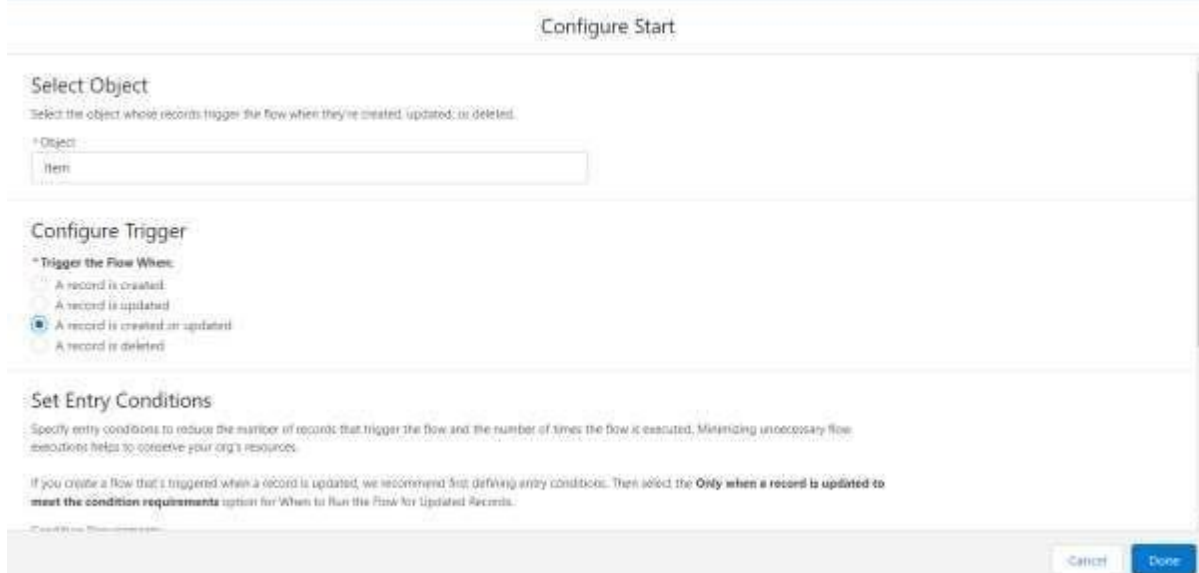 Configure Start
Select Object
Select the object whose records trigger the flow when they're created, updated, or deleted.
* Object
Item
Configure Trigger
* Trigger the Flow When:
A record is created
A record is updated
A record is created or updated
A record is deleted
Set Entry Conditions
Specify entry conditions to reduce the number of records that trigger the flow and the number of times the flow is executed. Minimizing unnecessary flow
executions helps to conserve your org's resources.
If you create a flow that's triggered when a record is updated, we recommend first defining entry conditions. Then select the Only when a record is updated to
meet the condition requirements option for When to Run the Flow for Updated Records.
Cancel
Done